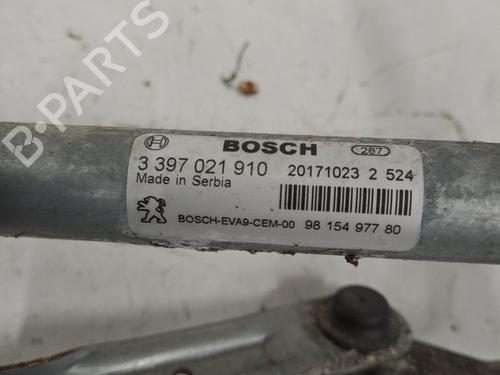 BOSCH 287
3 397 021 910 20171023 2 524
Made in Serbia
BOSCH-EVA9-CEM-00 98 154 977 80
B-PARTS